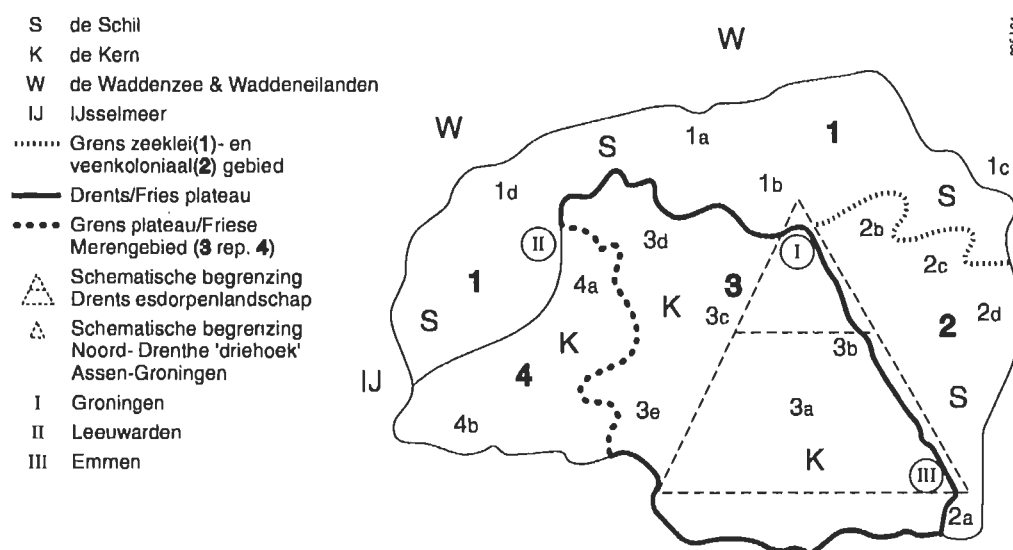 S de Schil
K de Kern
W de Waddenzee & Waddeneilanden
IJ IJsselmeer
Grens zeeklei(1)- en
veenkoloniaal(2) gebied
Drents/Fries plateau
Grens plateau/Friese
Merengebied (3 rep. 4)
Schematische begrenzing
Drents esdorpenlandschap
Schematische begrenzing
Noord- Drenthe 'driehoek'
Assen-Groningen
I Groningen
II Leeuwarden
III Emmen
W
W
1a
1
S
1b
1c
1d
S
2b
II
3d
I
2c
4a
1
3
K
3c
2d
2
S
K
3b
IJ
4
3e
3a
S
4b
K
III
2a